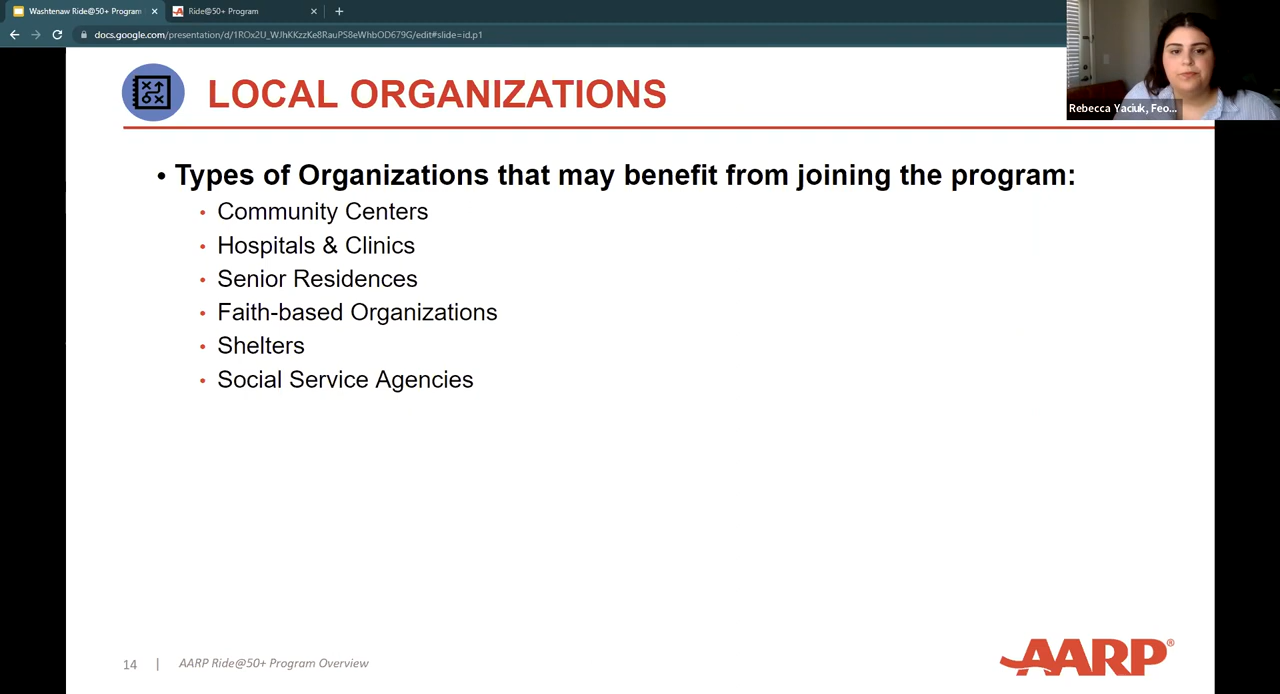 Washtenaw Ride@50+ Program
Ride@50+ Program
docs.google.com/presentation/d/1ROx2U_WJhKKzzKe8RauPS8eWhbOD679G/edit#slide=id.p1
Rebecca Yaciuk, Feo...
LOCAL ORGANIZATIONS
• Types of Organizations that may benefit from joining the program:
• Community Centers
• Hospitals & Clinics
• Senior Residences
• Faith-based Organizations
• Shelters
• Social Service Agencies
14 | AARP Ride@50+ Program Overview
AARP®